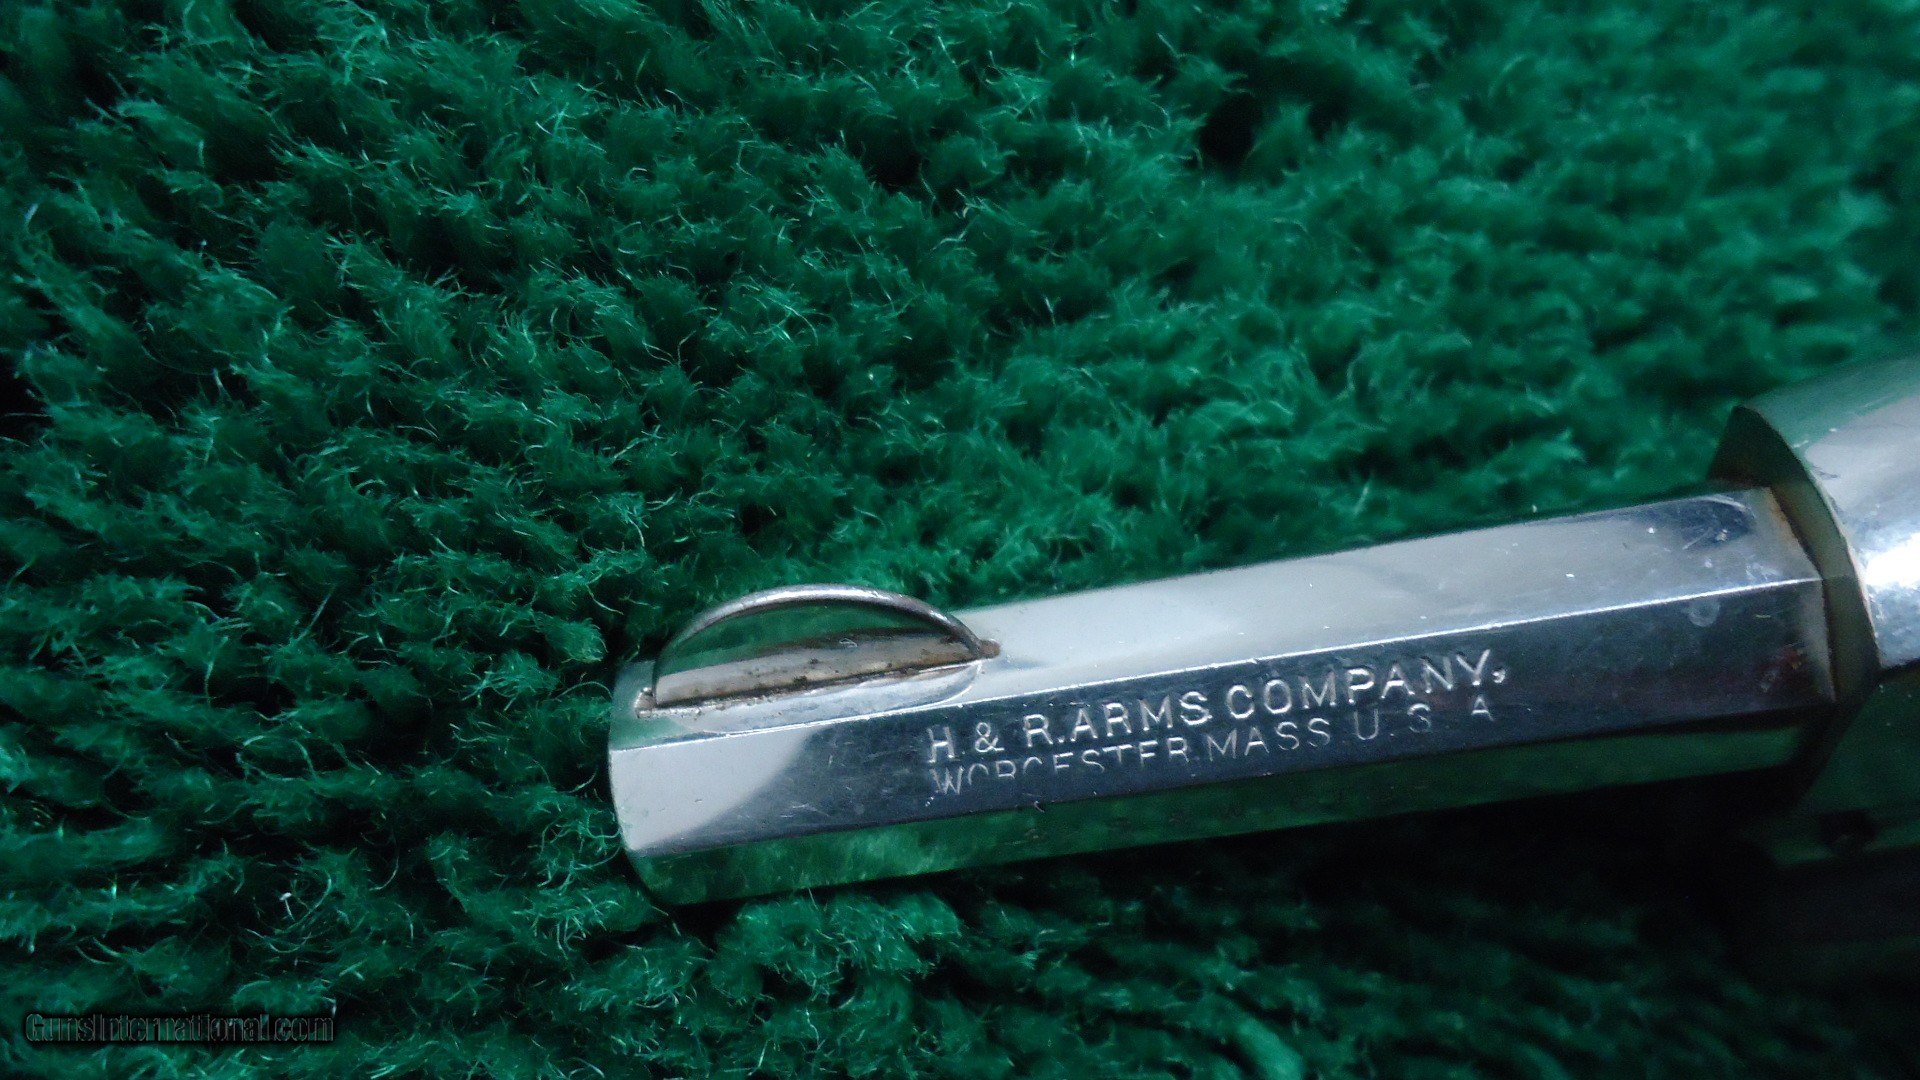 H. & R. ARMS COMPANY,
WORCESTER, MASS. U. S. A
GunsInternational.com